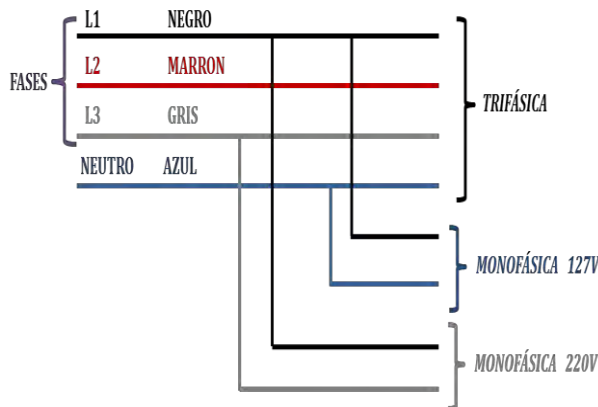 L1 NEGRO
L2 MARRON
FASES
L3 GRIS
TRIFÁSICA
NEUTRO AZUL
MONOFÁSICA 127V
MONOFÁSICA 220V